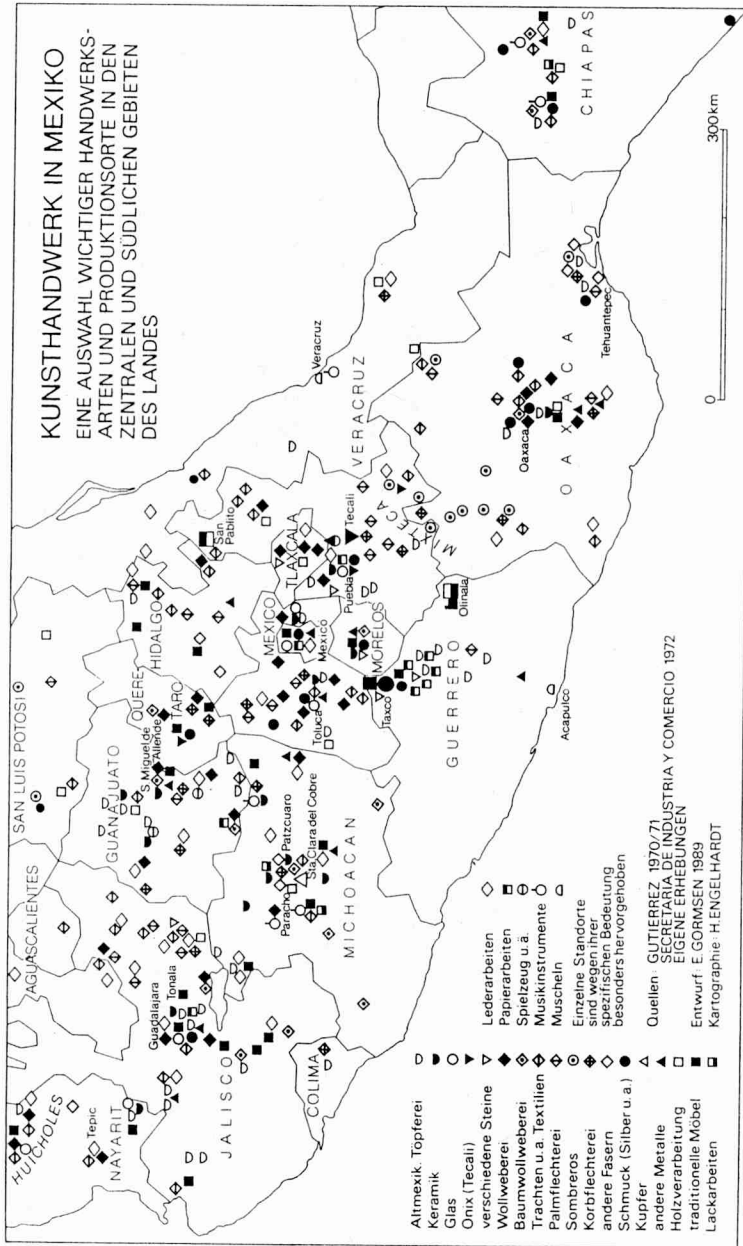 KUNSTHANDWERK IN MEXIKO
EINE AUSWAHL WICHTIGER HANDWERKS-
ARTEN UND PRODUKTIONSORTE IN DEN
ZENTRALEN UND SÜDLICHEN GEBIETEN
DES LANDES
SAN LUIS POTOSI
AGUASCALIENTES
HUICHOLES
Tepic
NAYARIT
GUANAJUATO
S. Miguel de
Allende
QUERE
TARO
HIDALGO
San
Pablito
Guadalajara
Tonala
JALISCO
COLIMA
Paracho
Patzcuaro
Sta. Clara del Cobre
MICHOACAN
Toluca
MEXICO
Mexico
TLAXCALA
Puebla
Tecali
MORELOS
Taxco
VERACRUZ
Veracruz
MIXTECA
Olinala
GUERRERO
Acapulco
Oaxaca
OAXACA
Tehuantepec
CHIAPAS
0
300km
Altmexik. Töpferei
Keramik
Glas
Onix (Tecali)
verschiedene Steine
Wollweberei
Baumwollweberei
Trachten u.a. Textilien
Palmflechterei
Sombreros
Korbflechterei
andere Fasern
Schmuck (Silber u.a.)
Kupfer
andere Metalle
Holzverarbeitung
traditionelle Möbel
Lackarbeiten
Lederarbeiten
Papierarbeiten
Spielzeug u.ä.
Musikinstrumente
Muscheln
Einzelne Standorte
sind wegen ihrer
spezifischen Bedeutung
besonders hervorgehoben
Quellen: GUTIERREZ 1970/71
SECRETARIA DE INDUSTRIA Y COMERCIO 1972
EIGENE ERHEBUNGEN
Entwurf: E. GORMSEN 1989
Kartographie: H. ENGELHARDT